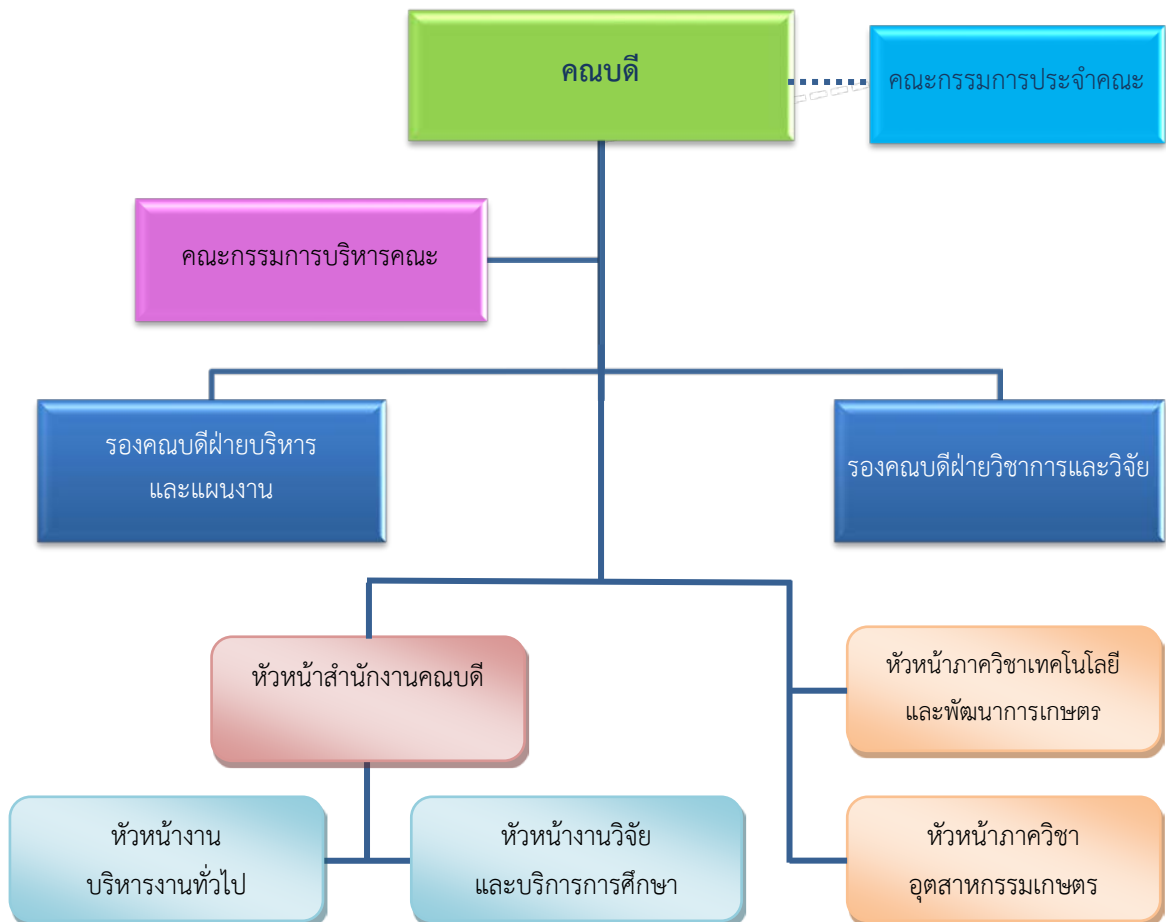 คณบดี
คณะกรรมการประจำคณะ
คณะกรรมการบริหารคณะ
รองคณบดีฝ่ายบริหาร
และแผนงาน
รองคณบดีฝ่ายวิชาการและวิจัย
หัวหน้าสำนักงานคณบดี
หัวหน้าภาควิชาเทคโนโลยี
และพัฒนาการเกษตร
หัวหน้างาน
บริหารงานทั่วไป
หัวหน้างานวิจัย
และบริการการศึกษา
หัวหน้าภาควิชา
อุตสาหกรรมเกษตร